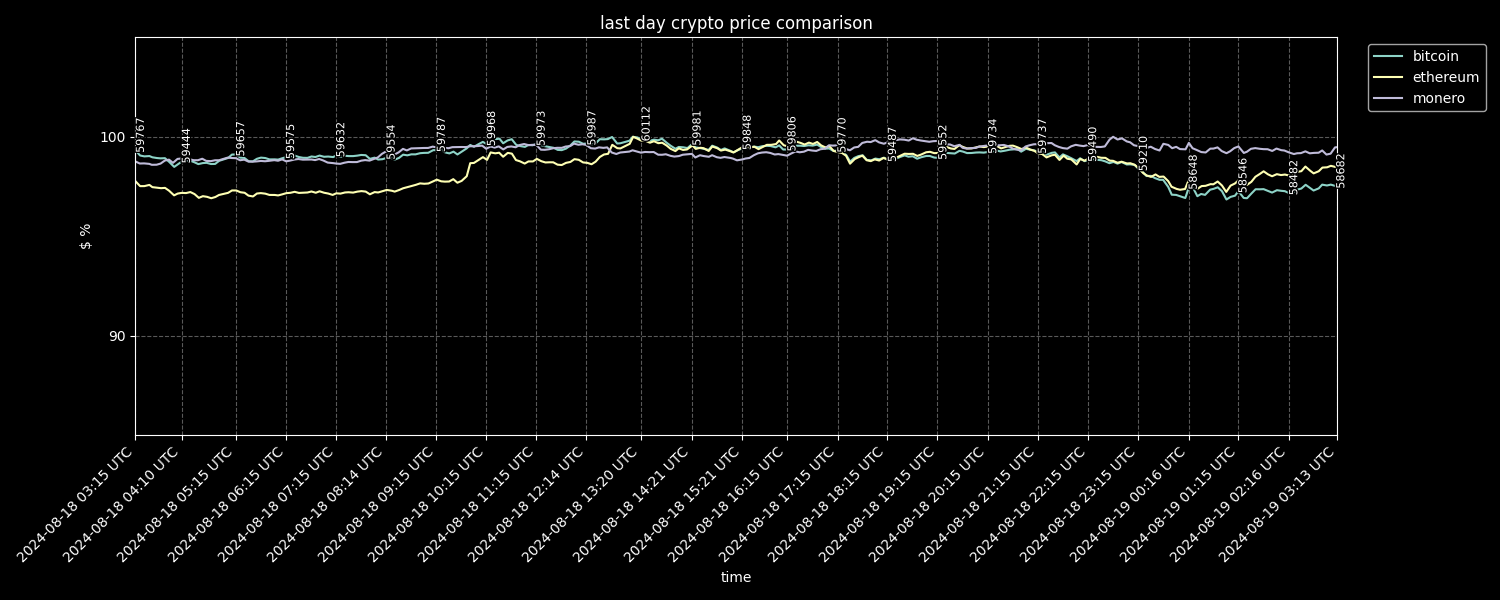 last day crypto price comparison
bitcoin
ethereum
monero
100
90
$ %
59767
59444
59657
59575
59632
59554
59787
59968
59973
59987
60112
59981
59848
59806
59770
59487
59552
59734
59737
59390
59210
58648
58546
58482
58682
2024-08-18 03:15 UTC
2024-08-18 04:10 UTC
2024-08-18 05:15 UTC
2024-08-18 06:15 UTC
2024-08-18 07:15 UTC
2024-08-18 08:14 UTC
2024-08-18 09:15 UTC
2024-08-18 10:15 UTC
2024-08-18 11:15 UTC
2024-08-18 12:14 UTC
2024-08-18 13:20 UTC
2024-08-18 14:21 UTC
2024-08-18 15:21 UTC
2024-08-18 16:15 UTC
2024-08-18 17:15 UTC
2024-08-18 18:15 UTC
2024-08-18 19:15 UTC
2024-08-18 20:15 UTC
2024-08-18 21:15 UTC
2024-08-18 22:15 UTC
2024-08-18 23:15 UTC
2024-08-19 00:16 UTC
2024-08-19 01:15 UTC
2024-08-19 02:16 UTC
2024-08-19 03:13 UTC
time